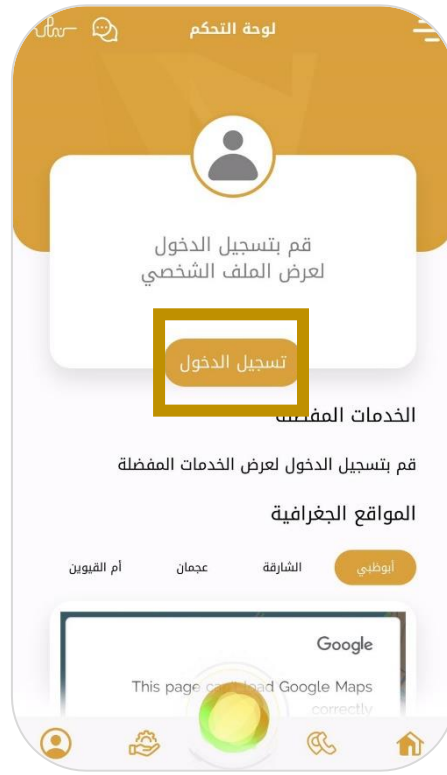 لوحة التحكم
قم بتسجيل الدخول
لعرض الملف الشخصي
تسجيل الدخول
الخدمات المفضلة
قم بتسجيل الدخول لعرض الخدمات المفضلة
المواقع الجغرافية
أبوظبي الشارقة عجمان أم القيوين
Google
This page can't load Google Maps
correctly